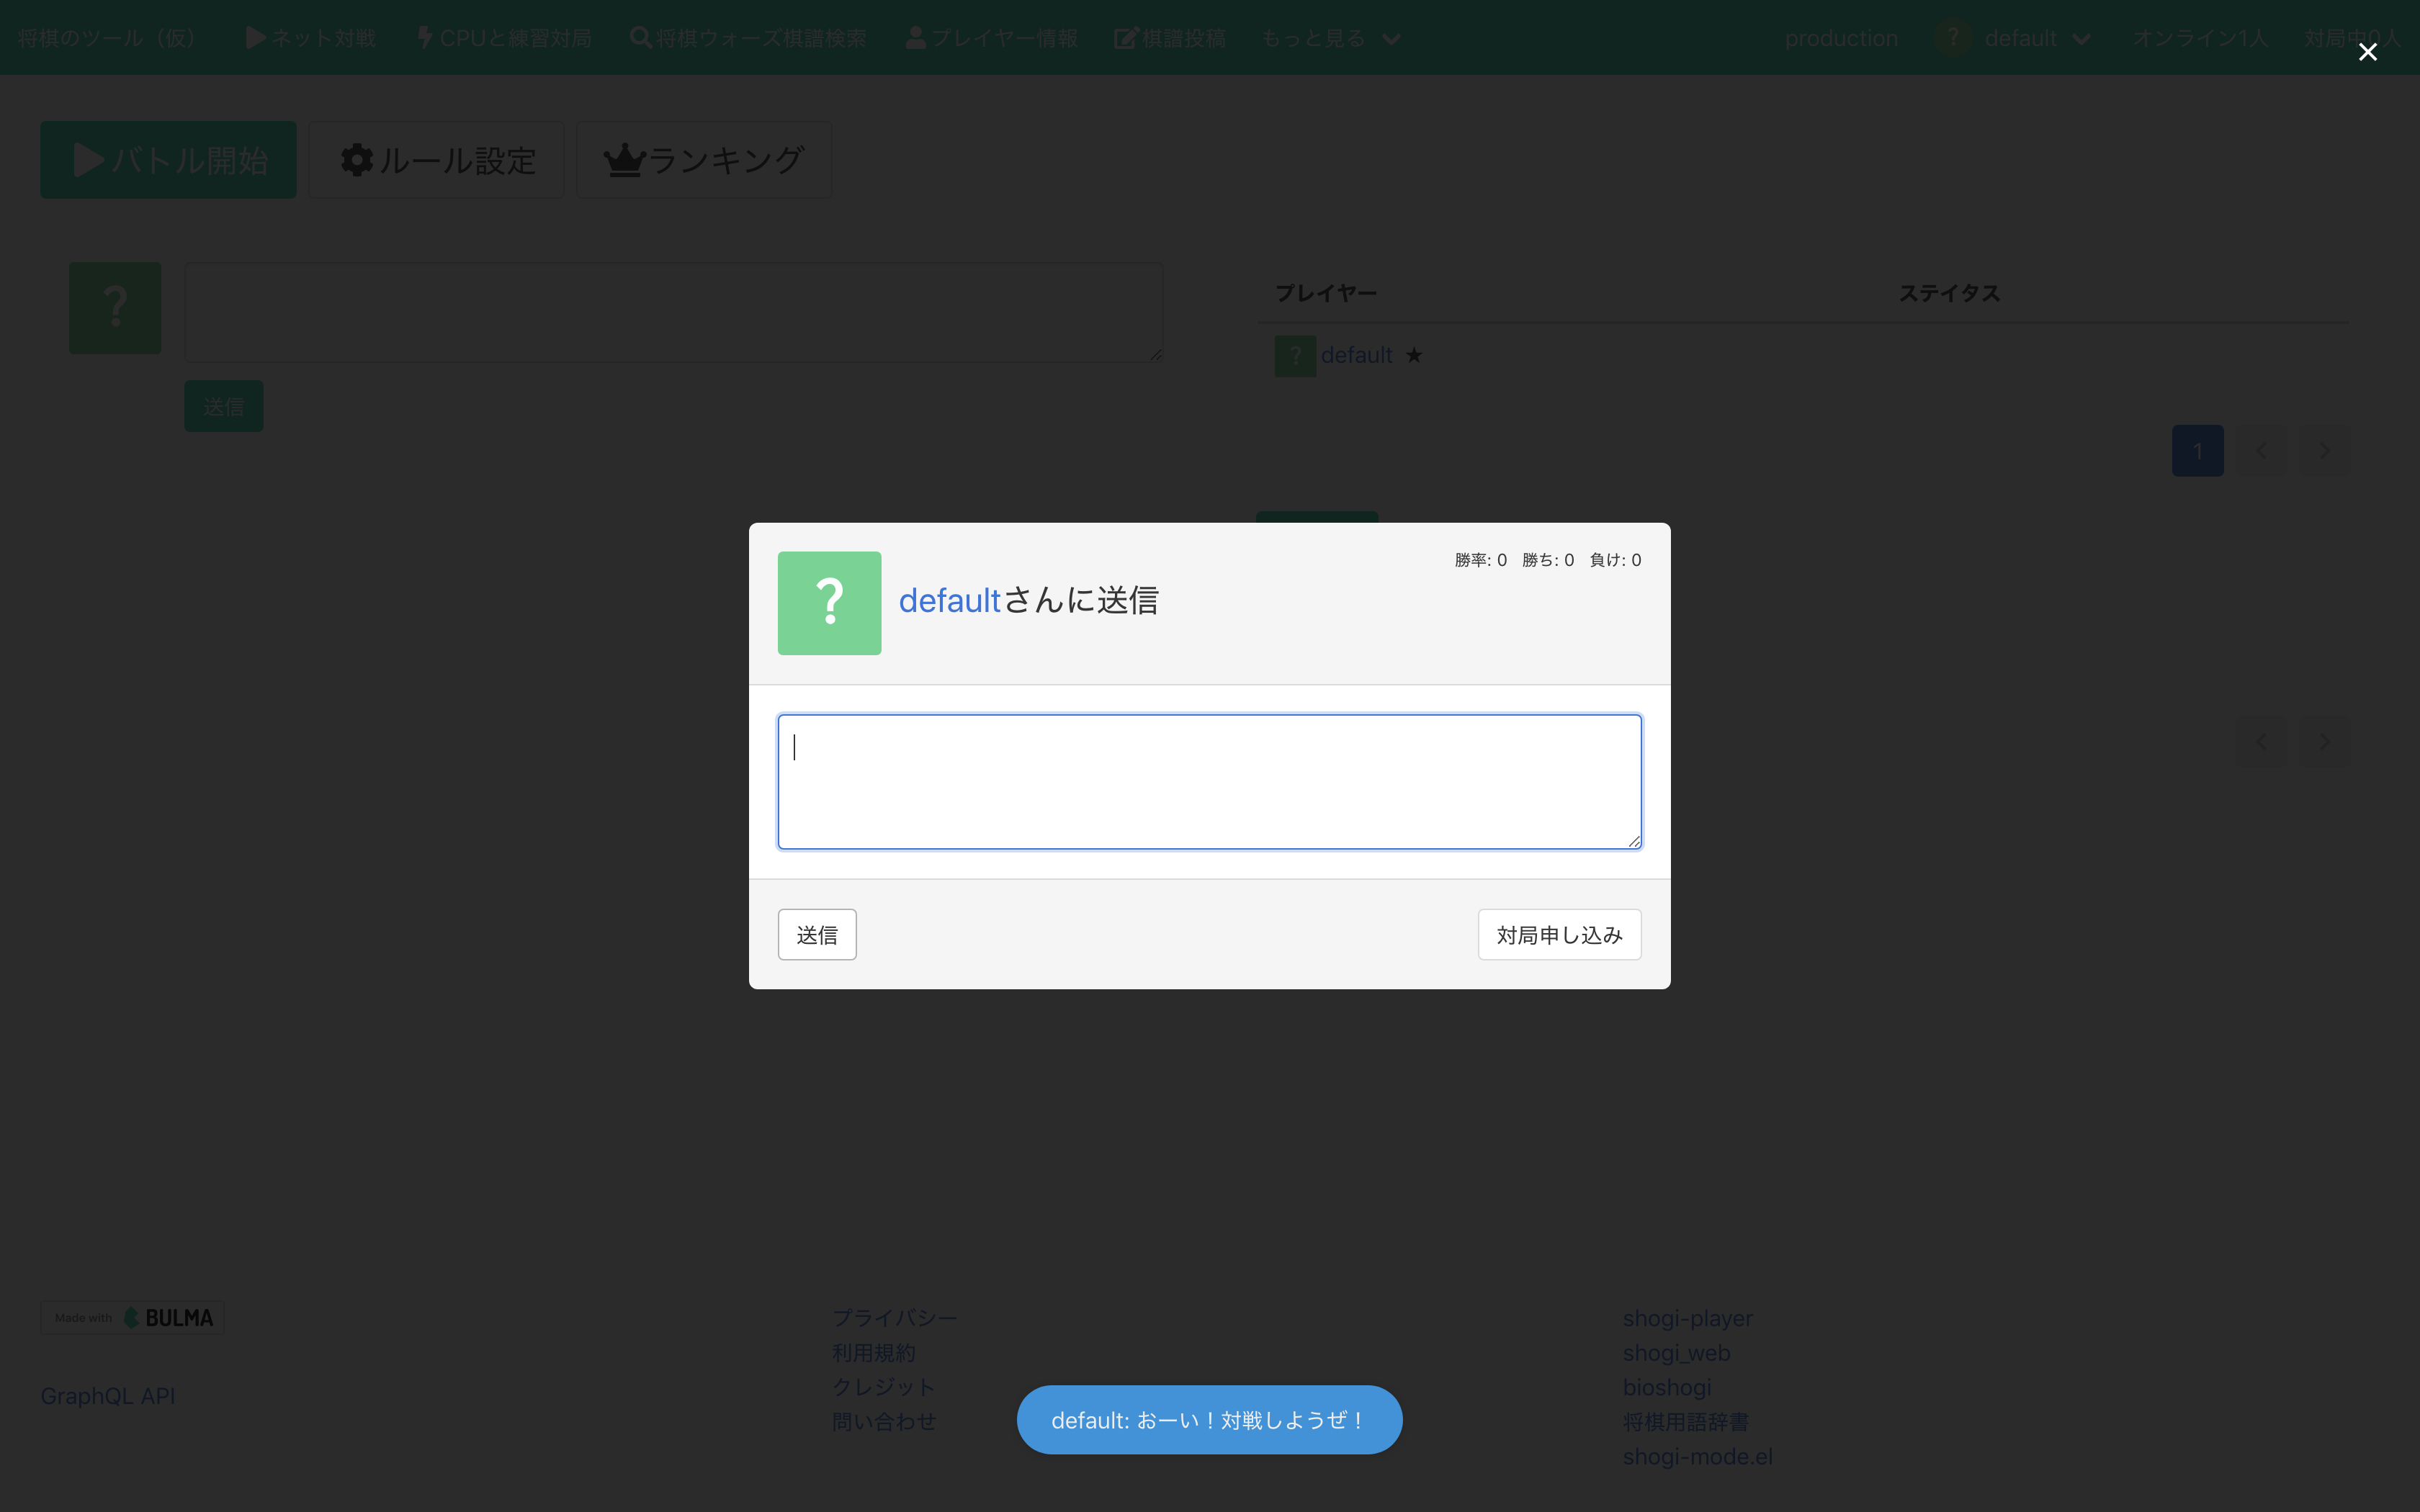 将棋のツール（仮） ネット対戦 CPUと練習対局 将棋ウォーズ棋譜検索 プレイヤー情報 棋譜投稿 もっと見る production ? default オンライン1人 対局中0人
バトル開始 ルール設定 ランキング
?
送信
プレイヤー ステイタス
? default ★
1
? defaultさんに送信
勝率: 0 勝ち: 0 負け: 0
送信 対局申し込み
Made with BULMA
GraphQL API
プライバシー
利用規約
クレジット
問い合わせ
shogi-player
shogi_web
bioshogi
将棋用語辞書
shogi-mode.el
default: おーい！対戦しようぜ！